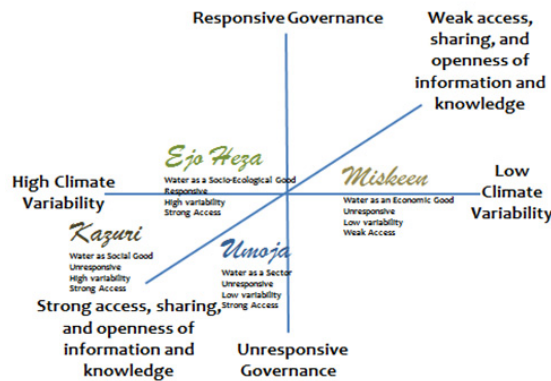 Responsive Governance
Weak access,
sharing, and
openness of
information and
knowledge
Ejo Heza
Water as a Socio-Ecological Good
Responsive
High variability
Strong Access
High Climate
Variability
Miskeen
Water as an Economic Good
Unresponsive
Low variability
Weak Access
Low
Climate
Variability
Kazuri
Water as Social Good
Unresponsive
High variability
Strong Access
Umoja
Water as a Sector
Unresponsive
Low variability
Strong Access
Strong access, sharing,
and openness of
information and
knowledge
Unresponsive
Governance